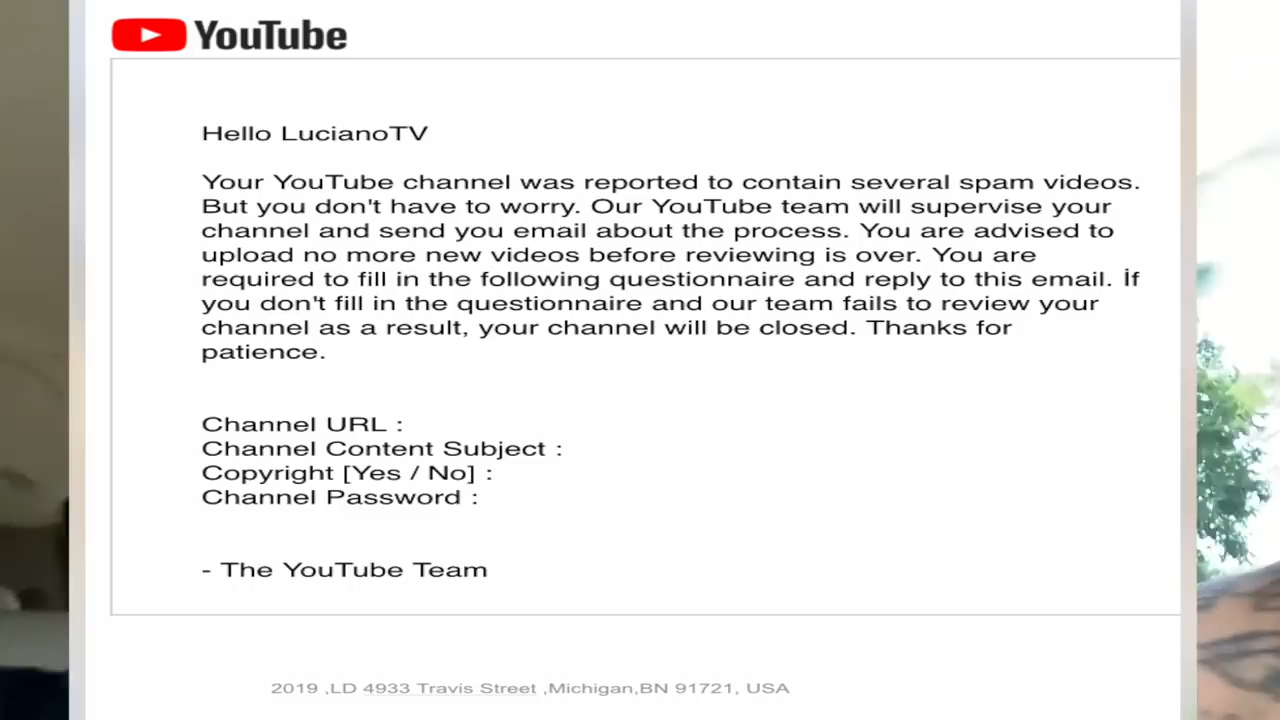 YouTube
Hello LucianoTV
Your YouTube channel was reported to contain several spam videos.
But you don't have to worry. Our YouTube team will supervise your
channel and send you email about the process. You are advised to
upload no more new videos before reviewing is over. You are
required to fill in the following questionnaire and reply to this email. İf
you don't fill in the questionnaire and our team fails to review your
channel as a result, your channel will be closed. Thanks for
patience.
Channel URL :
Channel Content Subject :
Copyright [Yes / No] :
Channel Password :
- The YouTube Team
2019 ,LD 4933 Travis Street ,Michigan,BN 91721, USA